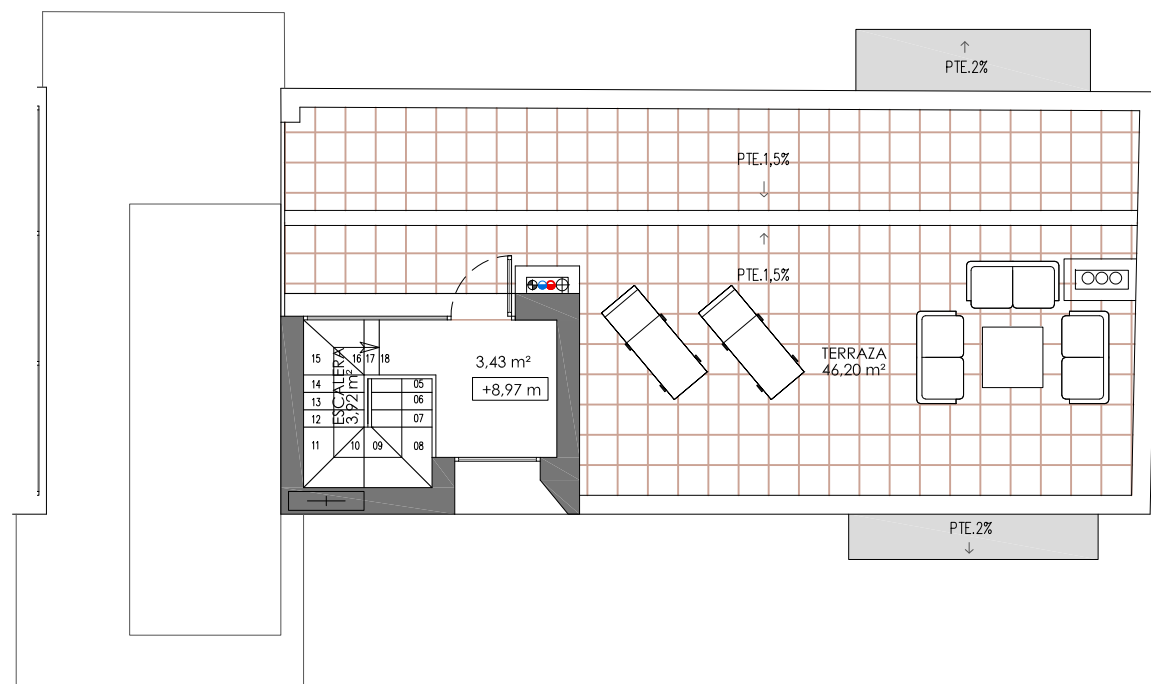 PTE.2%
PTE.1,5%
PTE.1,5%
TERRAZA
46,20 m²
3,43 m²
+8,97 m
ESCALERA
3,92 m²
15
16
17
18
14
13
12
11
10
09
08
07
06
05
PTE.2%